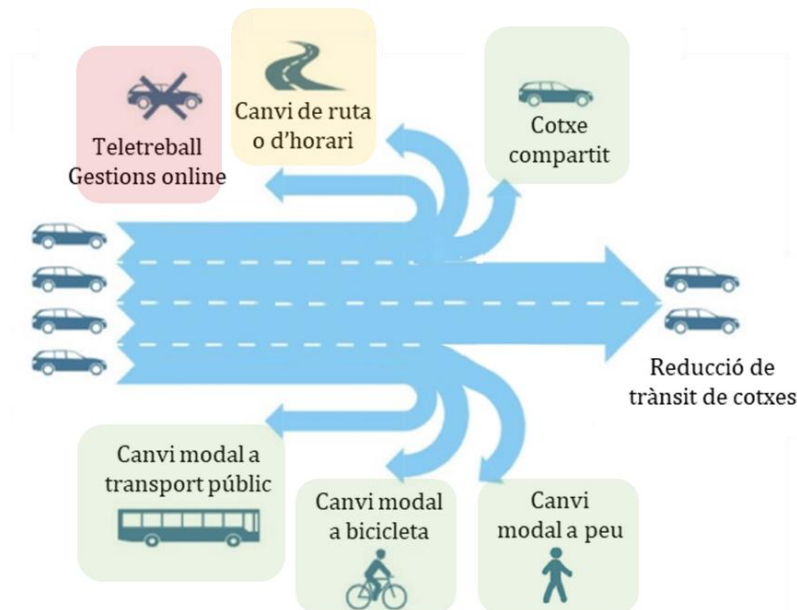 Teletreball
Gestions online
Canvi de ruta
o d'horari
Cotxe
compartit
Reducció de
trànsit de cotxes
Canvi modal a
transport públic
Canvi modal
a bicicleta
Canvi
modal a peu